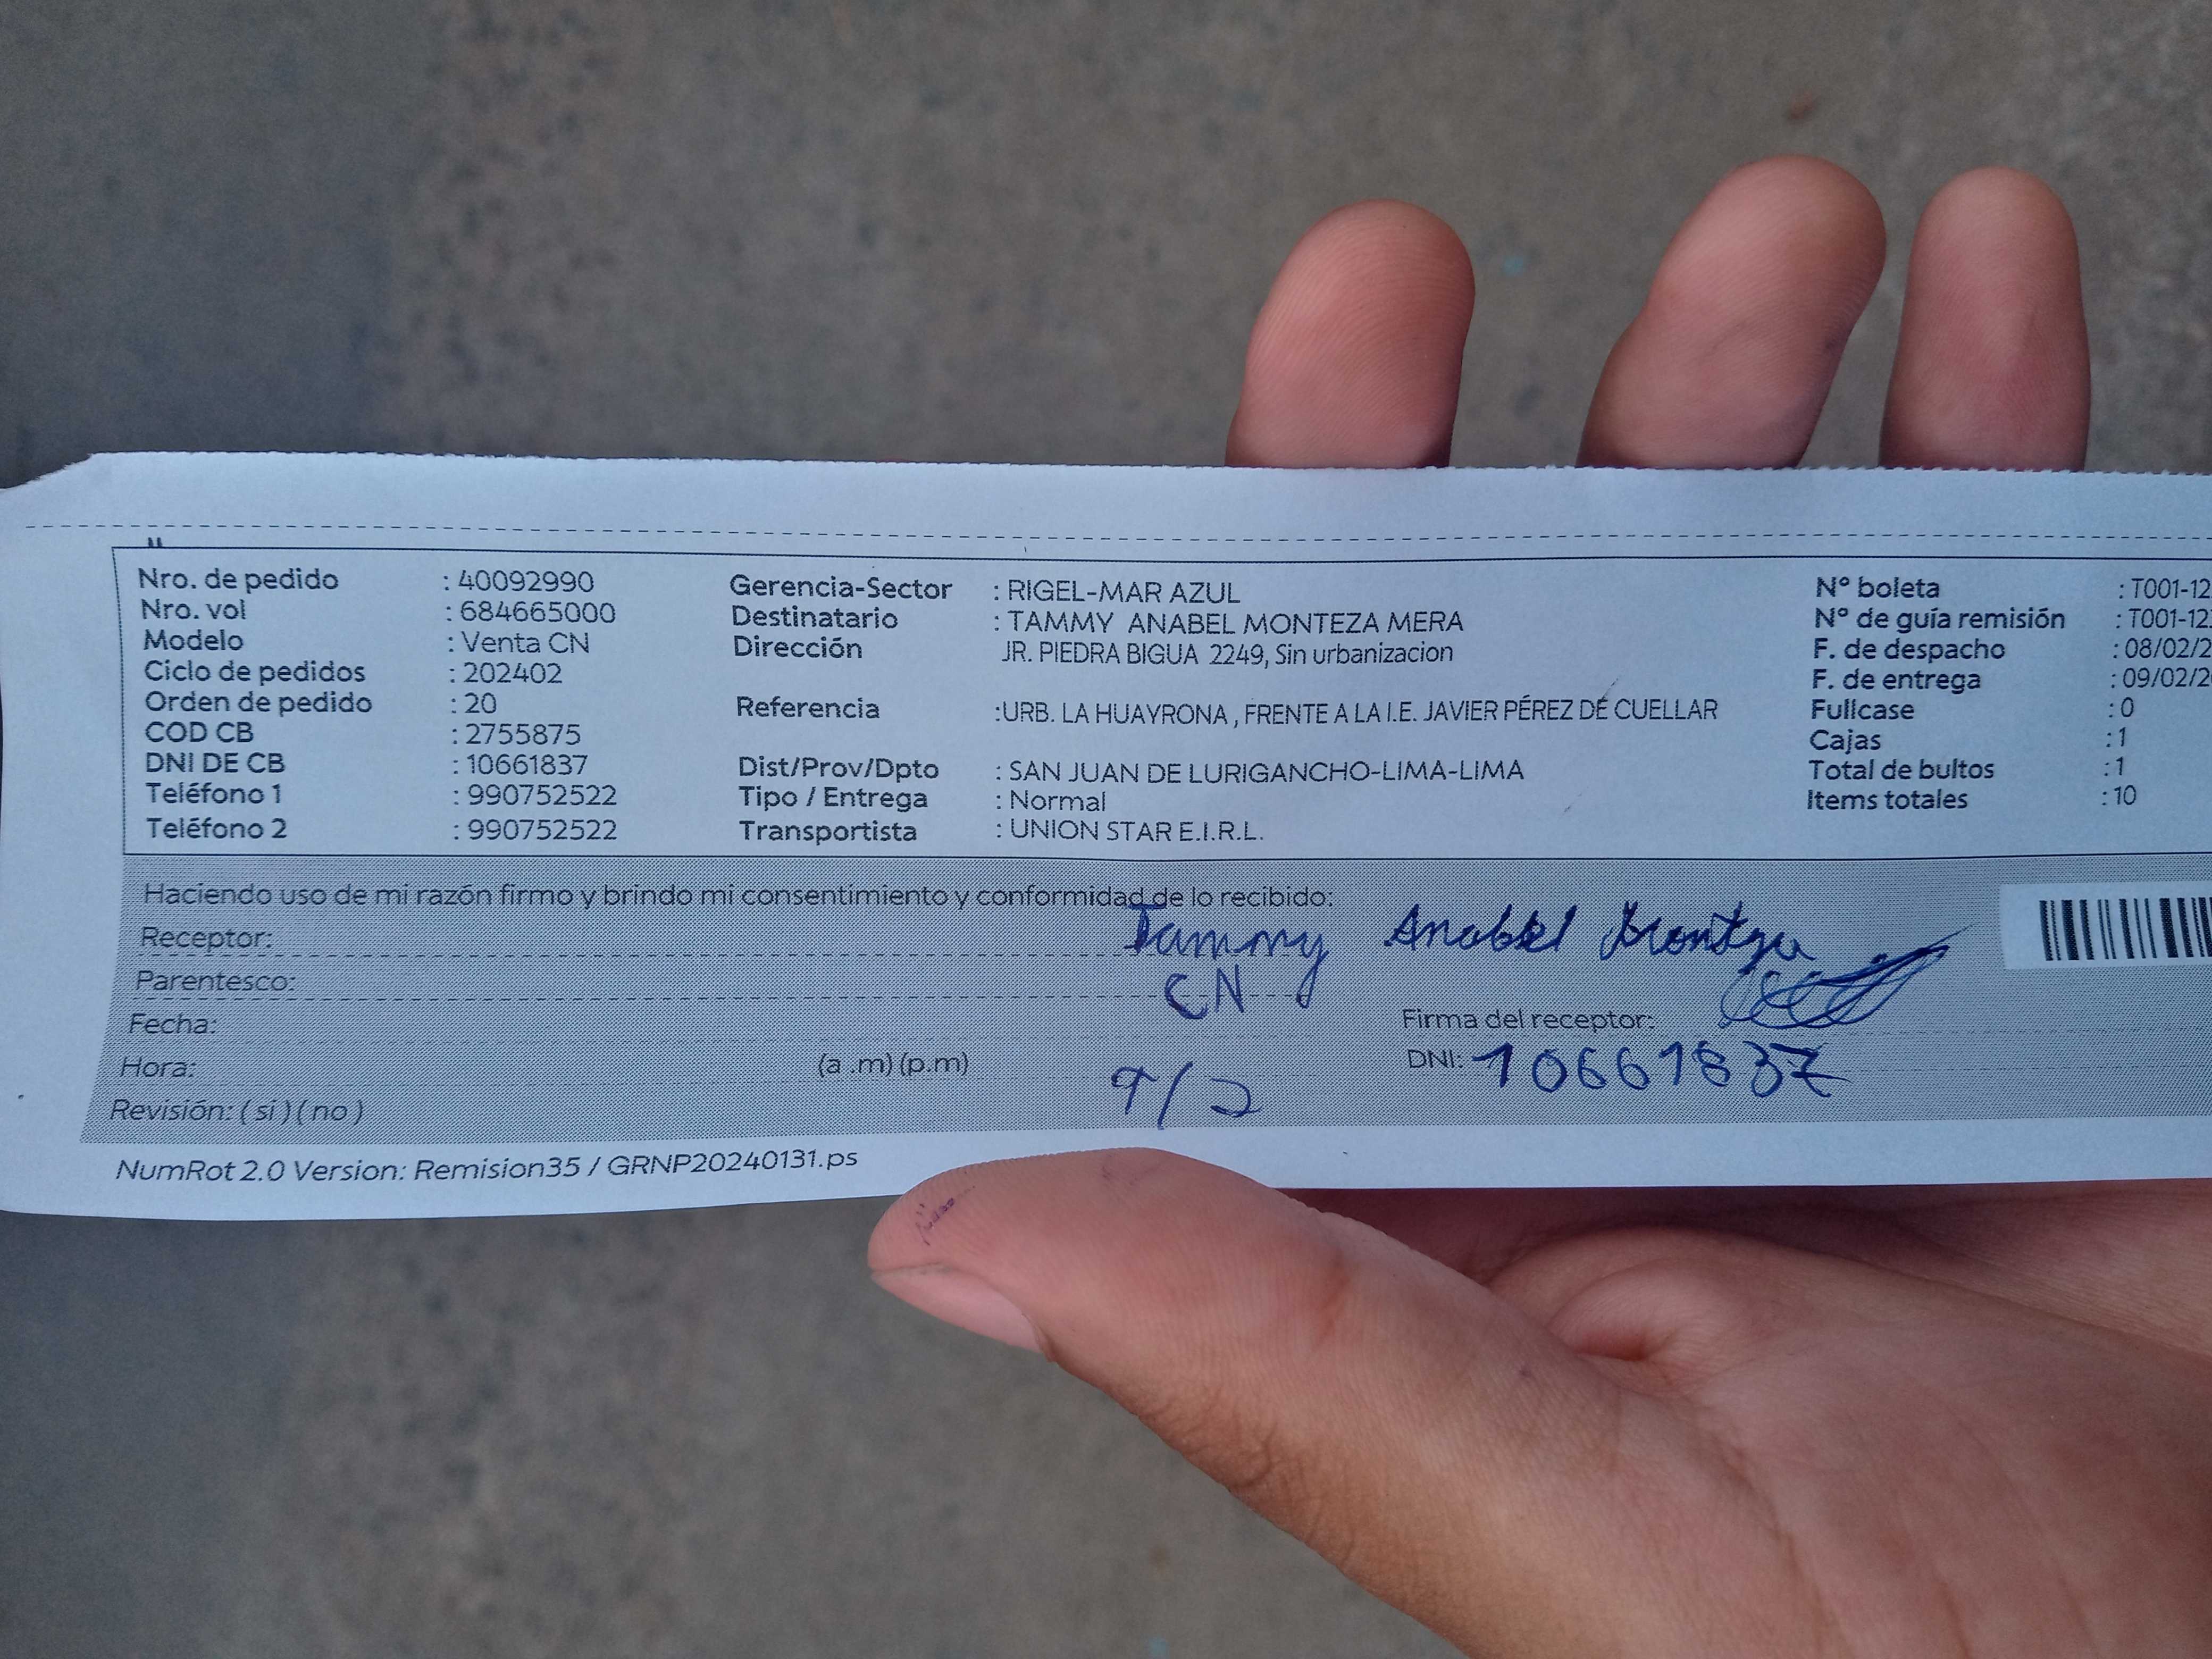 Nro. de pedido : 40092990
Nro. vol : 684665000
Modelo : Venta CN
Ciclo de pedidos : 202402
Orden de pedido : 20
COD CB : 2755875
DNI DE CB : 10661837
Teléfono 1 : 990752522
Teléfono 2 : 990752522
Gerencia-Sector : RIGEL-MAR AZUL
Destinatario : TAMMY ANABEL MONTEZA MERA
Dirección JR. PIEDRA BIGUA 2249, Sin urbanizacion
Referencia :URB. LA HUAYRONA , FRENTE A LA I.E. JAVIER PÉREZ DE CUELLAR
Dist/Prov/Dpto : SAN JUAN DE LURIGANCHO-LIMA-LIMA
Tipo / Entrega : Normal
Transportista : UNION STAR E.I.R.L.
Nº boleta : T001-12
Nº de guía remisión : T001-12
F. de despacho : 08/02/2
F. de entrega : 09/02/2
Fullcase : 0
Cajas : 1
Total de bultos : 1
Items totales : 10
Haciendo uso de mi razón firmo y brindo mi consentimiento y conformidad de lo recibido:
Receptor: Tammy Anabel
Parentesco: CN
Fecha: Firma del receptor:
Hora: (a .m) (p.m) 9/2 DNI: 10661837
Revisión: ( si ) ( no )
NumRot 2.0 Version: Remision35 / GRNP20240131.ps